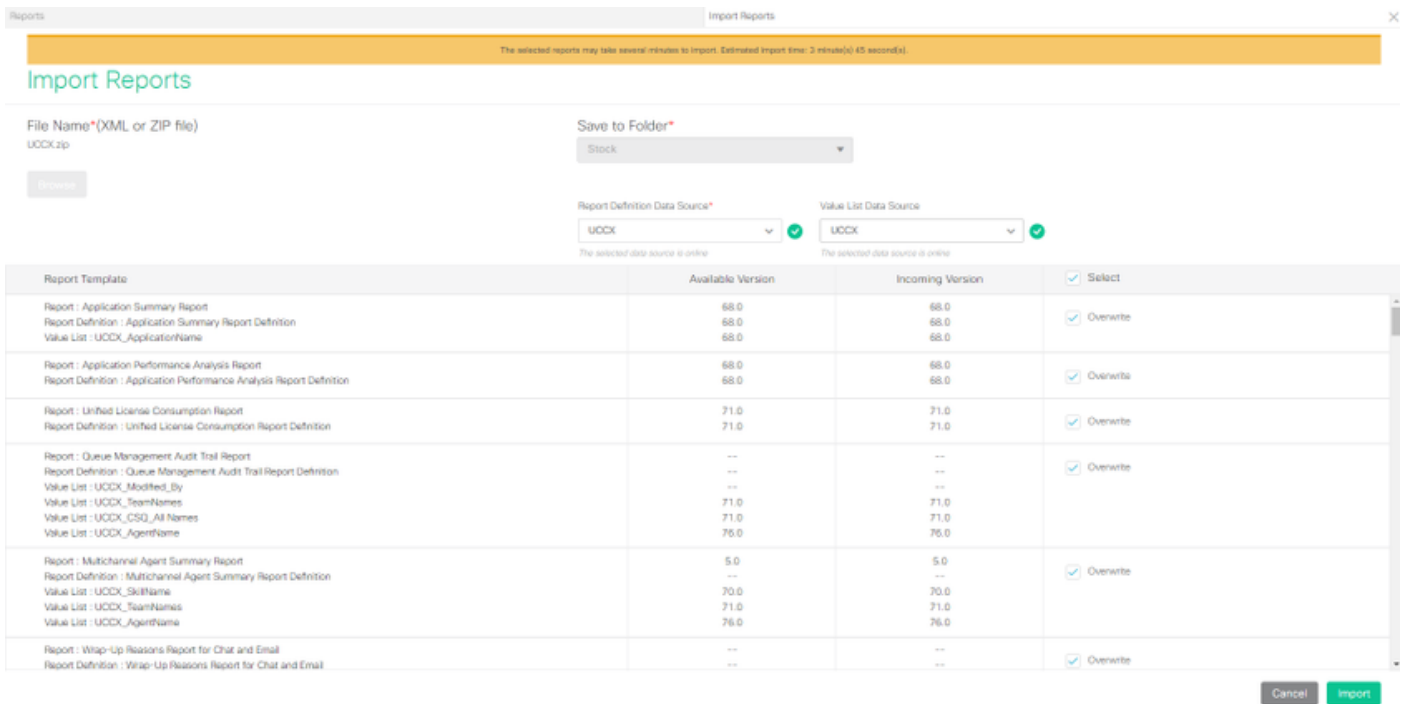 Reports
Import Reports
The selected reports may take several minutes to import. Estimated import time: 3 minute(s) 45 second(s).
Import Reports
File Name*(XML or ZIP file)
Save to Folder*
UCCX.zip
Stock
Browse
Report Definition Data Source*
Value List Data Source
UCCX
UCCX
The selected data source is online
The selected data source is online
Report Template
Available Version
Incoming Version
Select
Report : Application Summary Report
68.0
68.0
Report Definition : Application Summary Report Definition
68.0
68.0
Overwrite
Value List : UCCX_ApplicationName
68.0
68.0
Report : Application Performance Analysis Report
68.0
68.0
Report Definition : Application Performance Analysis Report Definition
68.0
68.0
Overwrite
Report : Unified License Consumption Report
71.0
71.0
Report Definition : Unified License Consumption Report Definition
71.0
71.0
Overwrite
Report : Queue Management Audit Trail Report
--
--
Report Definition : Queue Management Audit Trail Report Definition
--
--
Overwrite
Value List : UCCX_Modified_By
--
--
Value List : UCCX_TeamNames
71.0
71.0
Value List : UCCX_CSQ_All Names
71.0
71.0
Value List : UCCX_AgentName
76.0
76.0
Report : Multichannel Agent Summary Report
5.0
5.0
Report Definition : Multichannel Agent Summary Report Definition
--
--
Overwrite
Value List : UCCX_SkillName
70.0
70.0
Value List : UCCX_TeamNames
71.0
71.0
Value List : UCCX_AgentName
76.0
76.0
Report : Wrap-Up Reasons Report for Chat and Email
--
--
Report Definition : Wrap-Up Reasons Report for Chat and Email
--
--
Overwrite
Cancel
Import